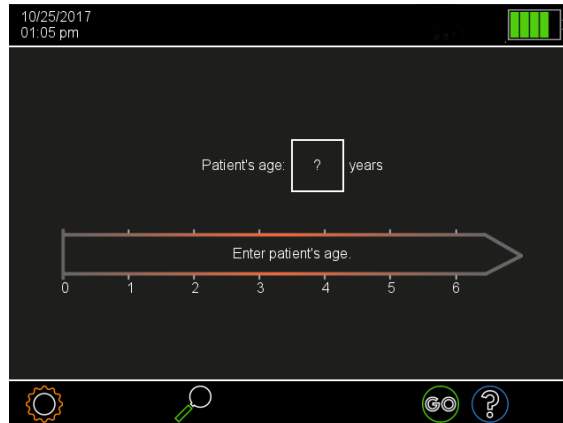 10/25/2017
01:05 pm
Patient's age: ? years
Enter patient's age.
0 1 2 3 4 5 6
GO ?